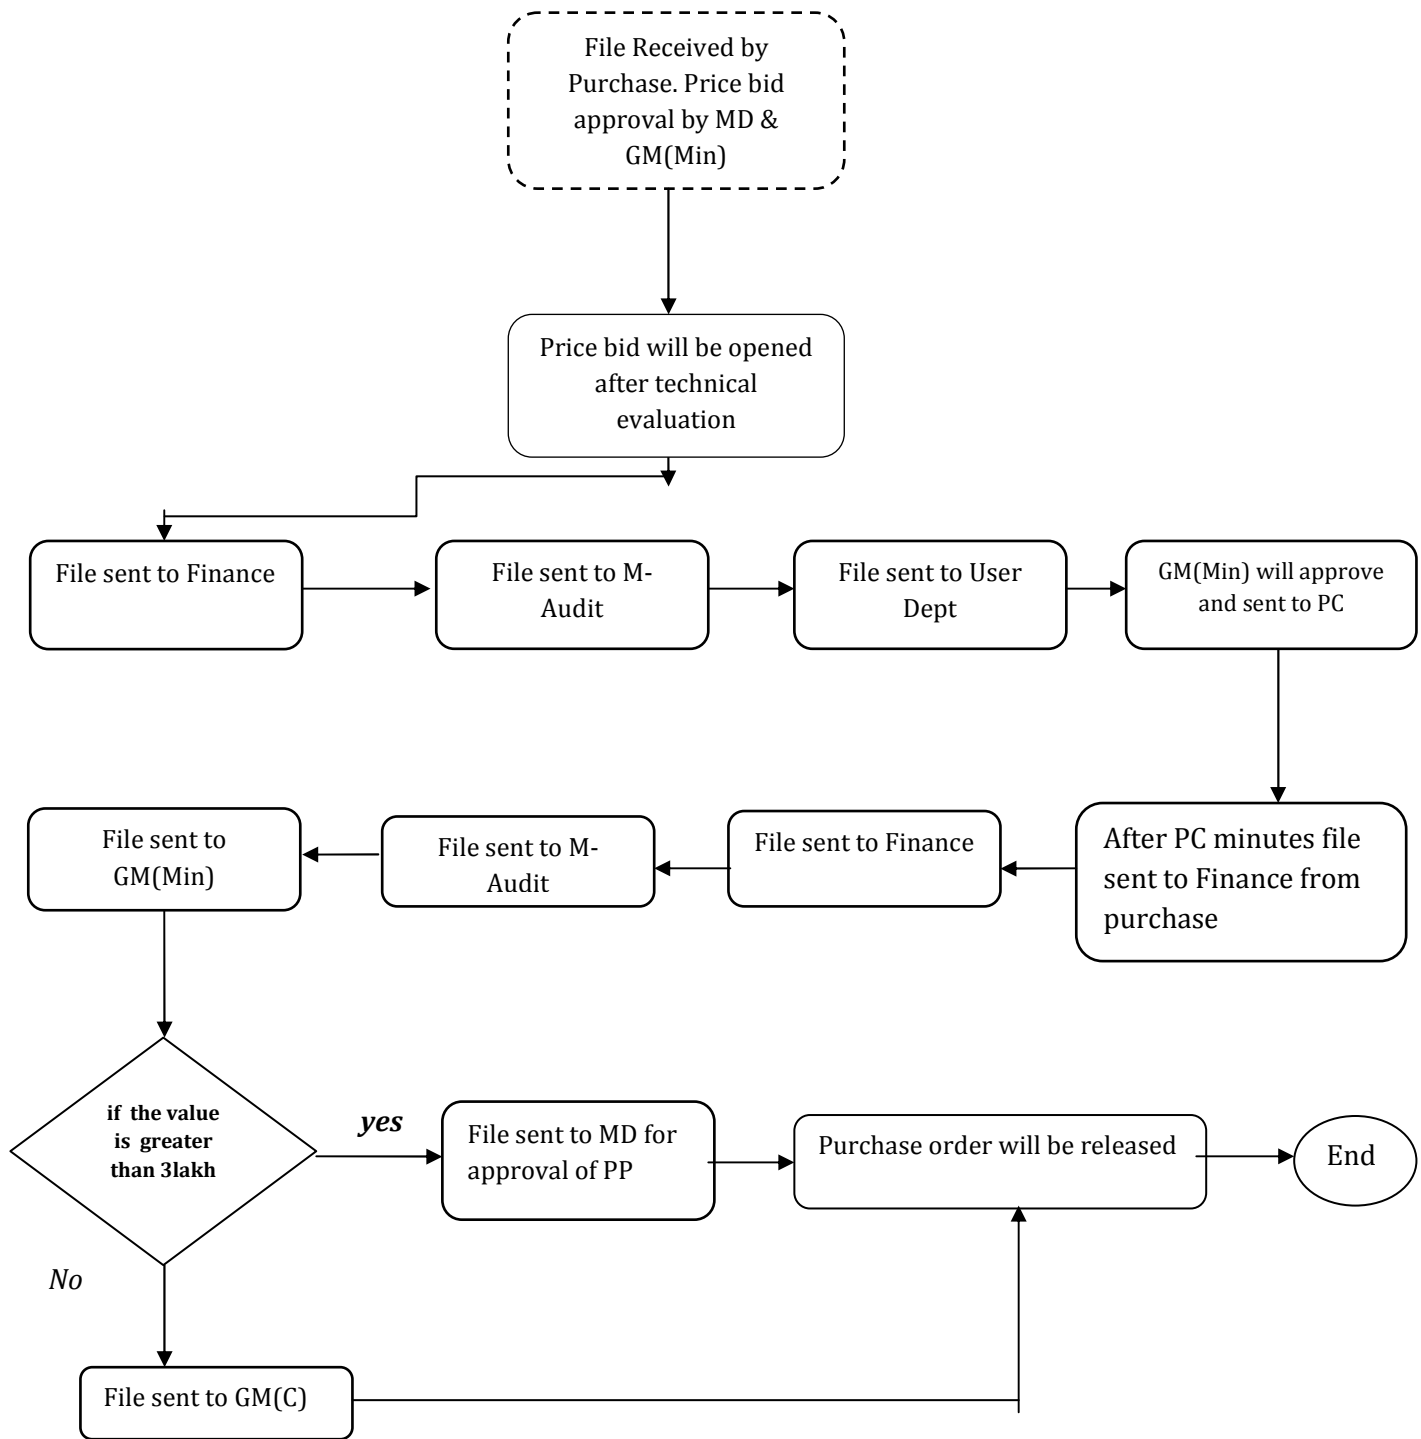 File Received by
Purchase. Price bid
approval by MD &
GM(Min)
Price bid will be opened
after technical
evaluation
File sent to Finance
File sent to M-
Audit
File sent to User
Dept
GM(Min) will approve
and sent to PC
File sent to
GM(Min)
File sent to M-
Audit
File sent to Finance
After PC minutes file
sent to Finance from
purchase
if the value
is greater
than 3lakh
yes
File sent to MD for
approval of PP
Purchase order will be released
End
No
File sent to GM(C)